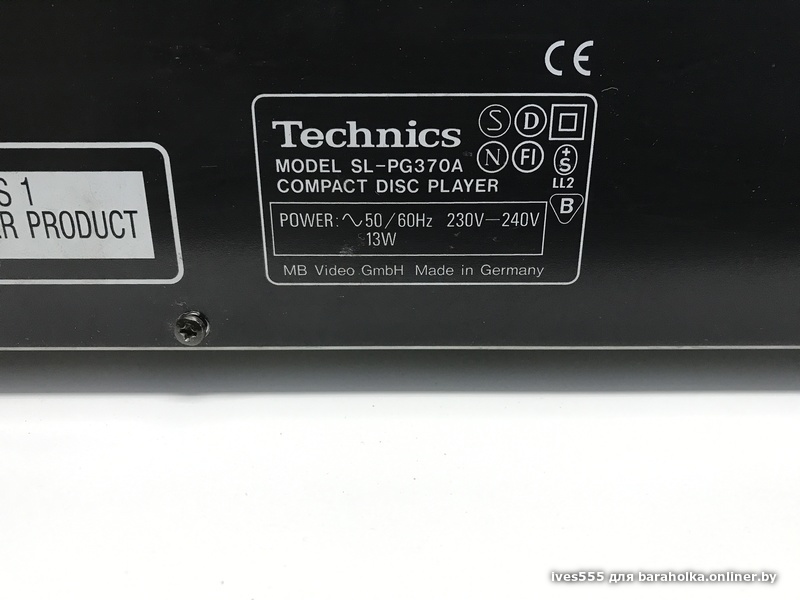 CE
Technics
S D
N FI
MODEL SL-PG370A
COMPACT DISC PLAYER
+
S
LL2
B
POWER: ∿ 50/60Hz 230V—240V
13W
MB Video GmbH Made in Germany
S 1
PRODUCT
Ives555 для baraholka.onliner.by